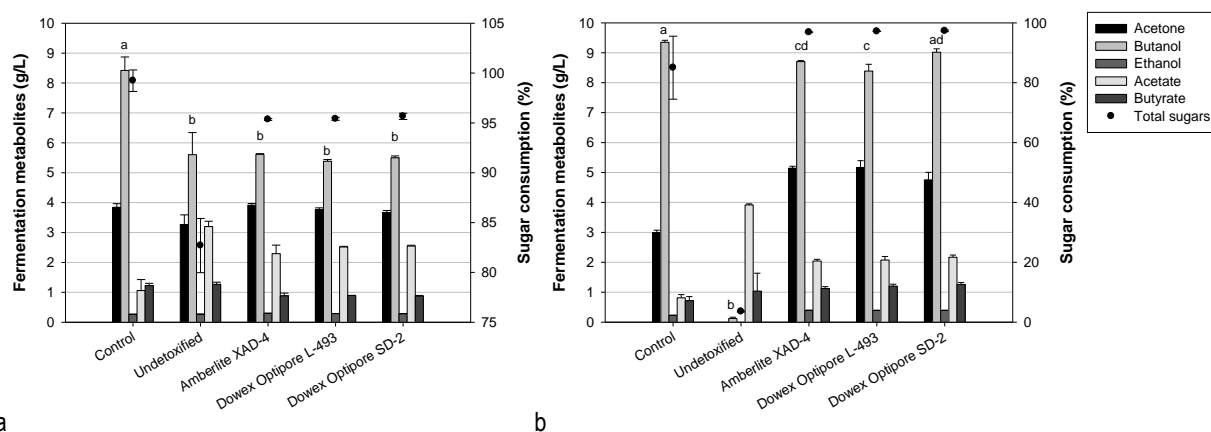 10
9
8
7
6
5
4
3
2
1
0
Fermentation metabolites (g/L)
a
b
b
b
b
105
100
95
90
85
80
75
Sugar consumption (%)
Control
Undetoxified
Amberlite XAD-4
Dowex Optipore L-493
Dowex Optipore SD-2
a
10
9
8
7
6
5
4
3
2
1
0
Fermentation metabolites (g/L)
a
b
cd
c
ad
100
80
60
40
20
0
Sugar consumption (%)
Control
Undetoxified
Amberlite XAD-4
Dowex Optipore L-493
Dowex Optipore SD-2
b
Acetone
Butanol
Ethanol
Acetate
Butyrate
Total sugars